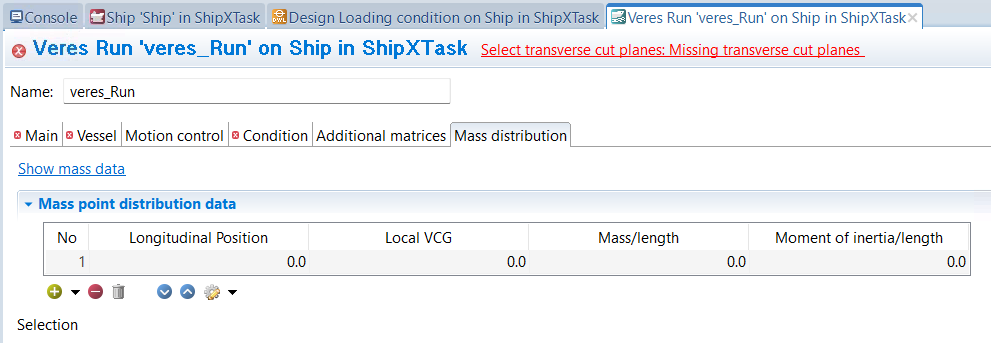 Console Ship 'Ship' in ShipXTask Design Loading condition on Ship in ShipXTask Veres Run 'veres_Run' on Ship in ShipXTask
Veres Run 'veres_Run' on Ship in ShipXTask Select transverse cut planes: Missing transverse cut planes
Name: veres_Run
Main Vessel Motion control Condition Additional matrices Mass distribution
Show mass data
Mass point distribution data
No Longitudinal Position Local VCG Mass/length Moment of inertia/length
1 0.0 0.0 0.0 0.0
Selection